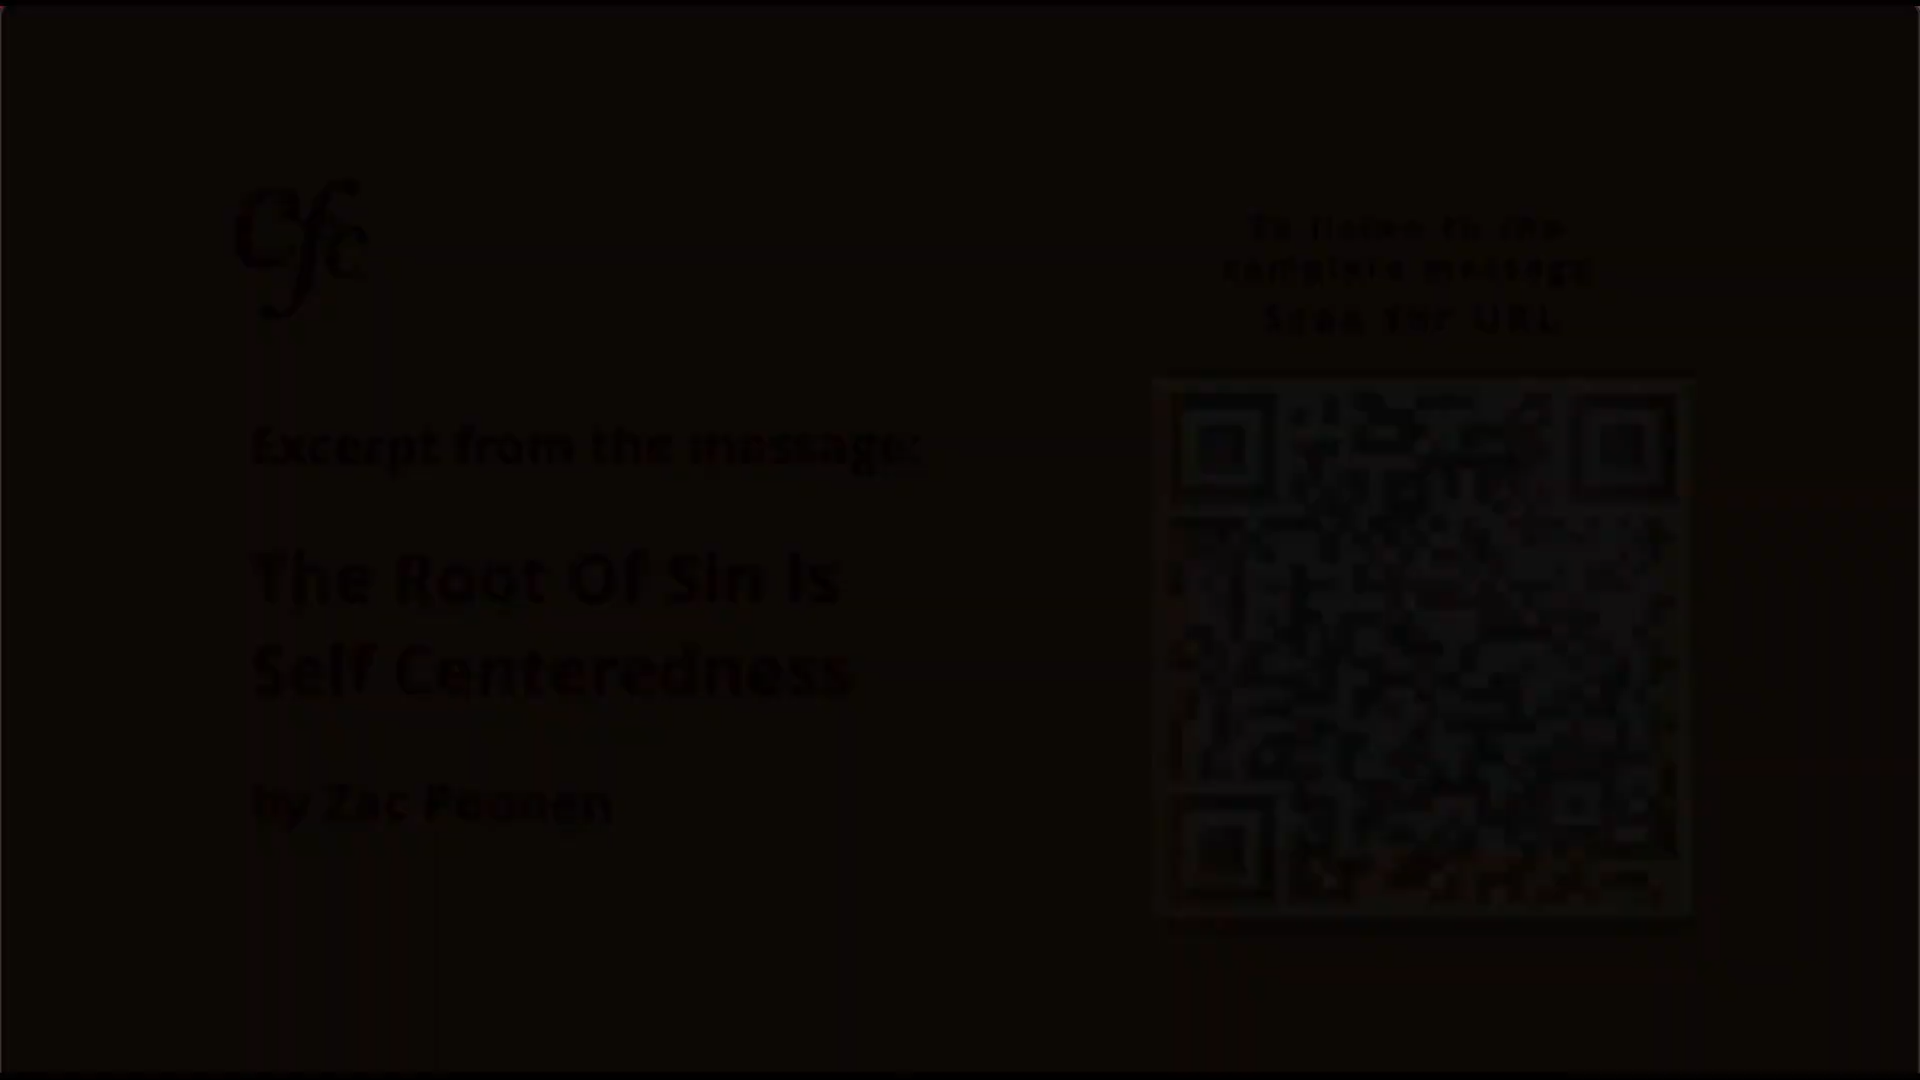 Cfc
Excerpt from the message:
The Root Of Sin Is
Self Centeredness
by Zac Poonen
To listen to the
complete message
Scan for URL